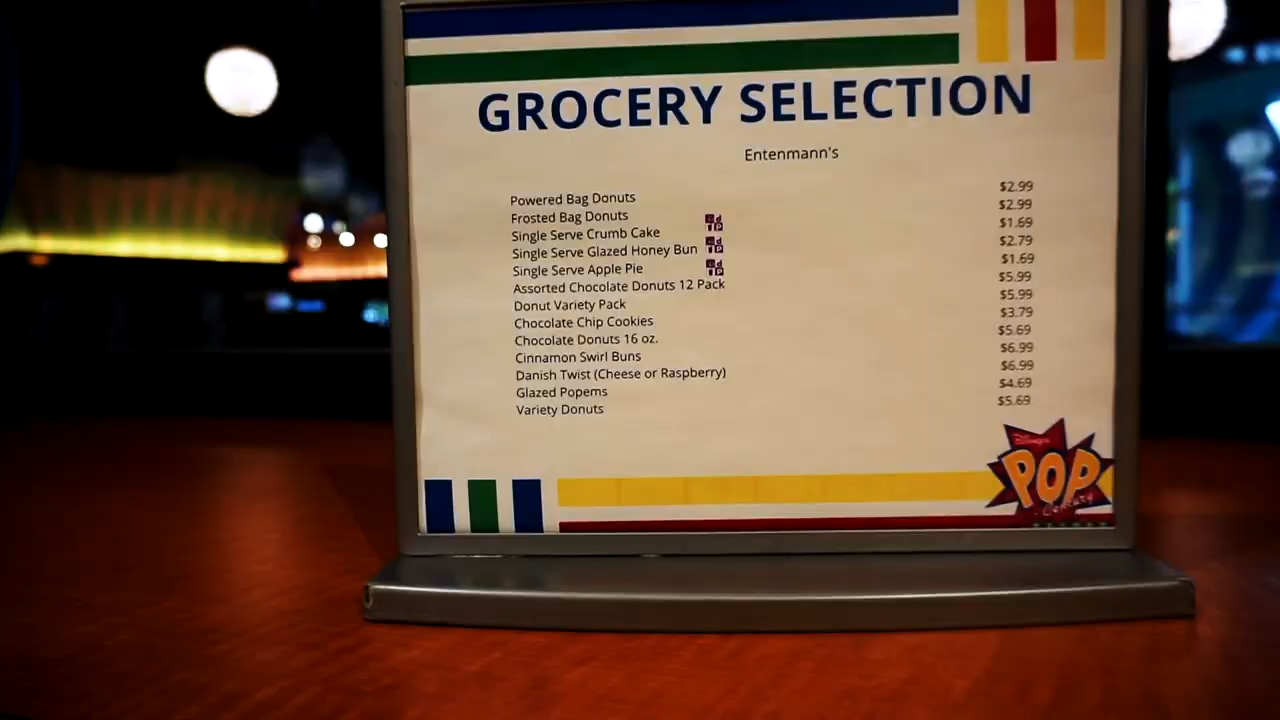 GROCERY SELECTION
Entenmann's
Powered Bag Donuts $2.99
Frosted Bag Donuts $2.99
Single Serve Crumb Cake $1.69
Single Serve Glazed Honey Bun $2.79
Single Serve Apple Pie $1.69
Assorted Chocolate Donuts 12 Pack $5.99
Donut Variety Pack $5.99
Chocolate Chip Cookies $3.79
Chocolate Donuts 16 oz. $5.69
Cinnamon Swirl Buns $6.99
Danish Twist (Cheese or Raspberry) $6.99
Glazed Popems $4.69
Variety Donuts $5.69
Disney's
POP
Century